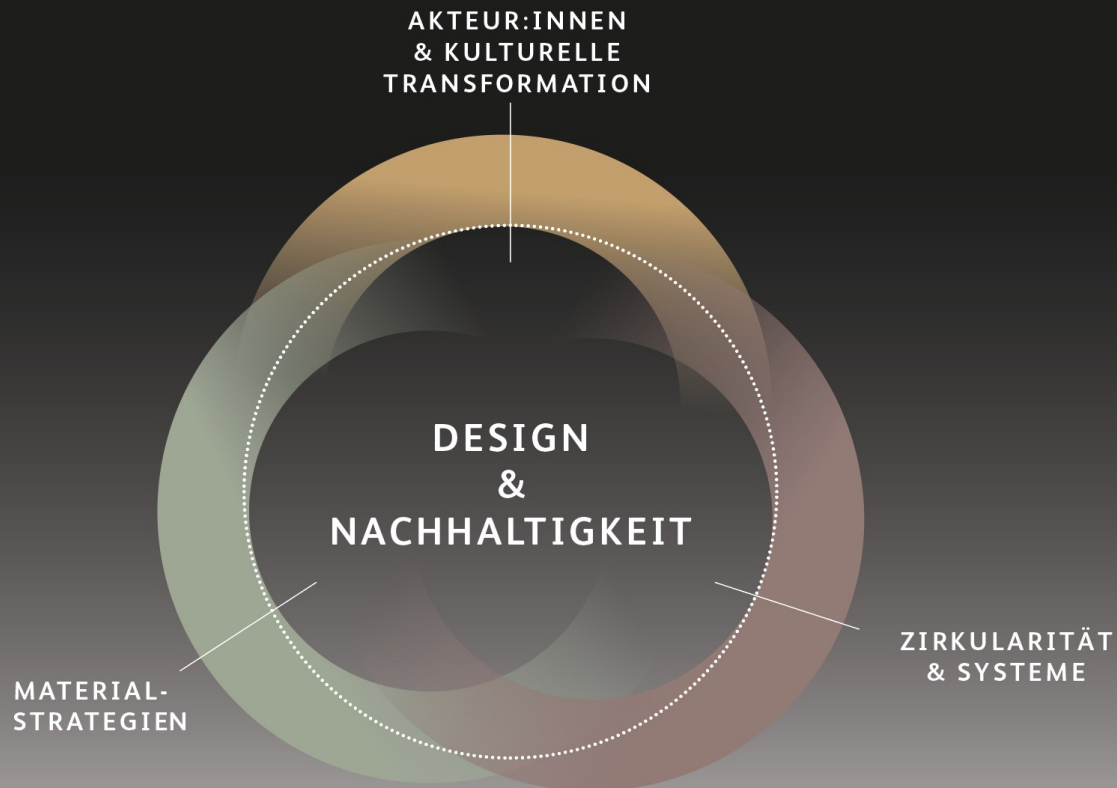 AKTEUR:INNEN
& KULTURELLE
TRANSFORMATION
DESIGN
&
NACHHALTIGKEIT
ZIRKULARITÄT
& SYSTEME
MATERIAL-
STRATEGIEN